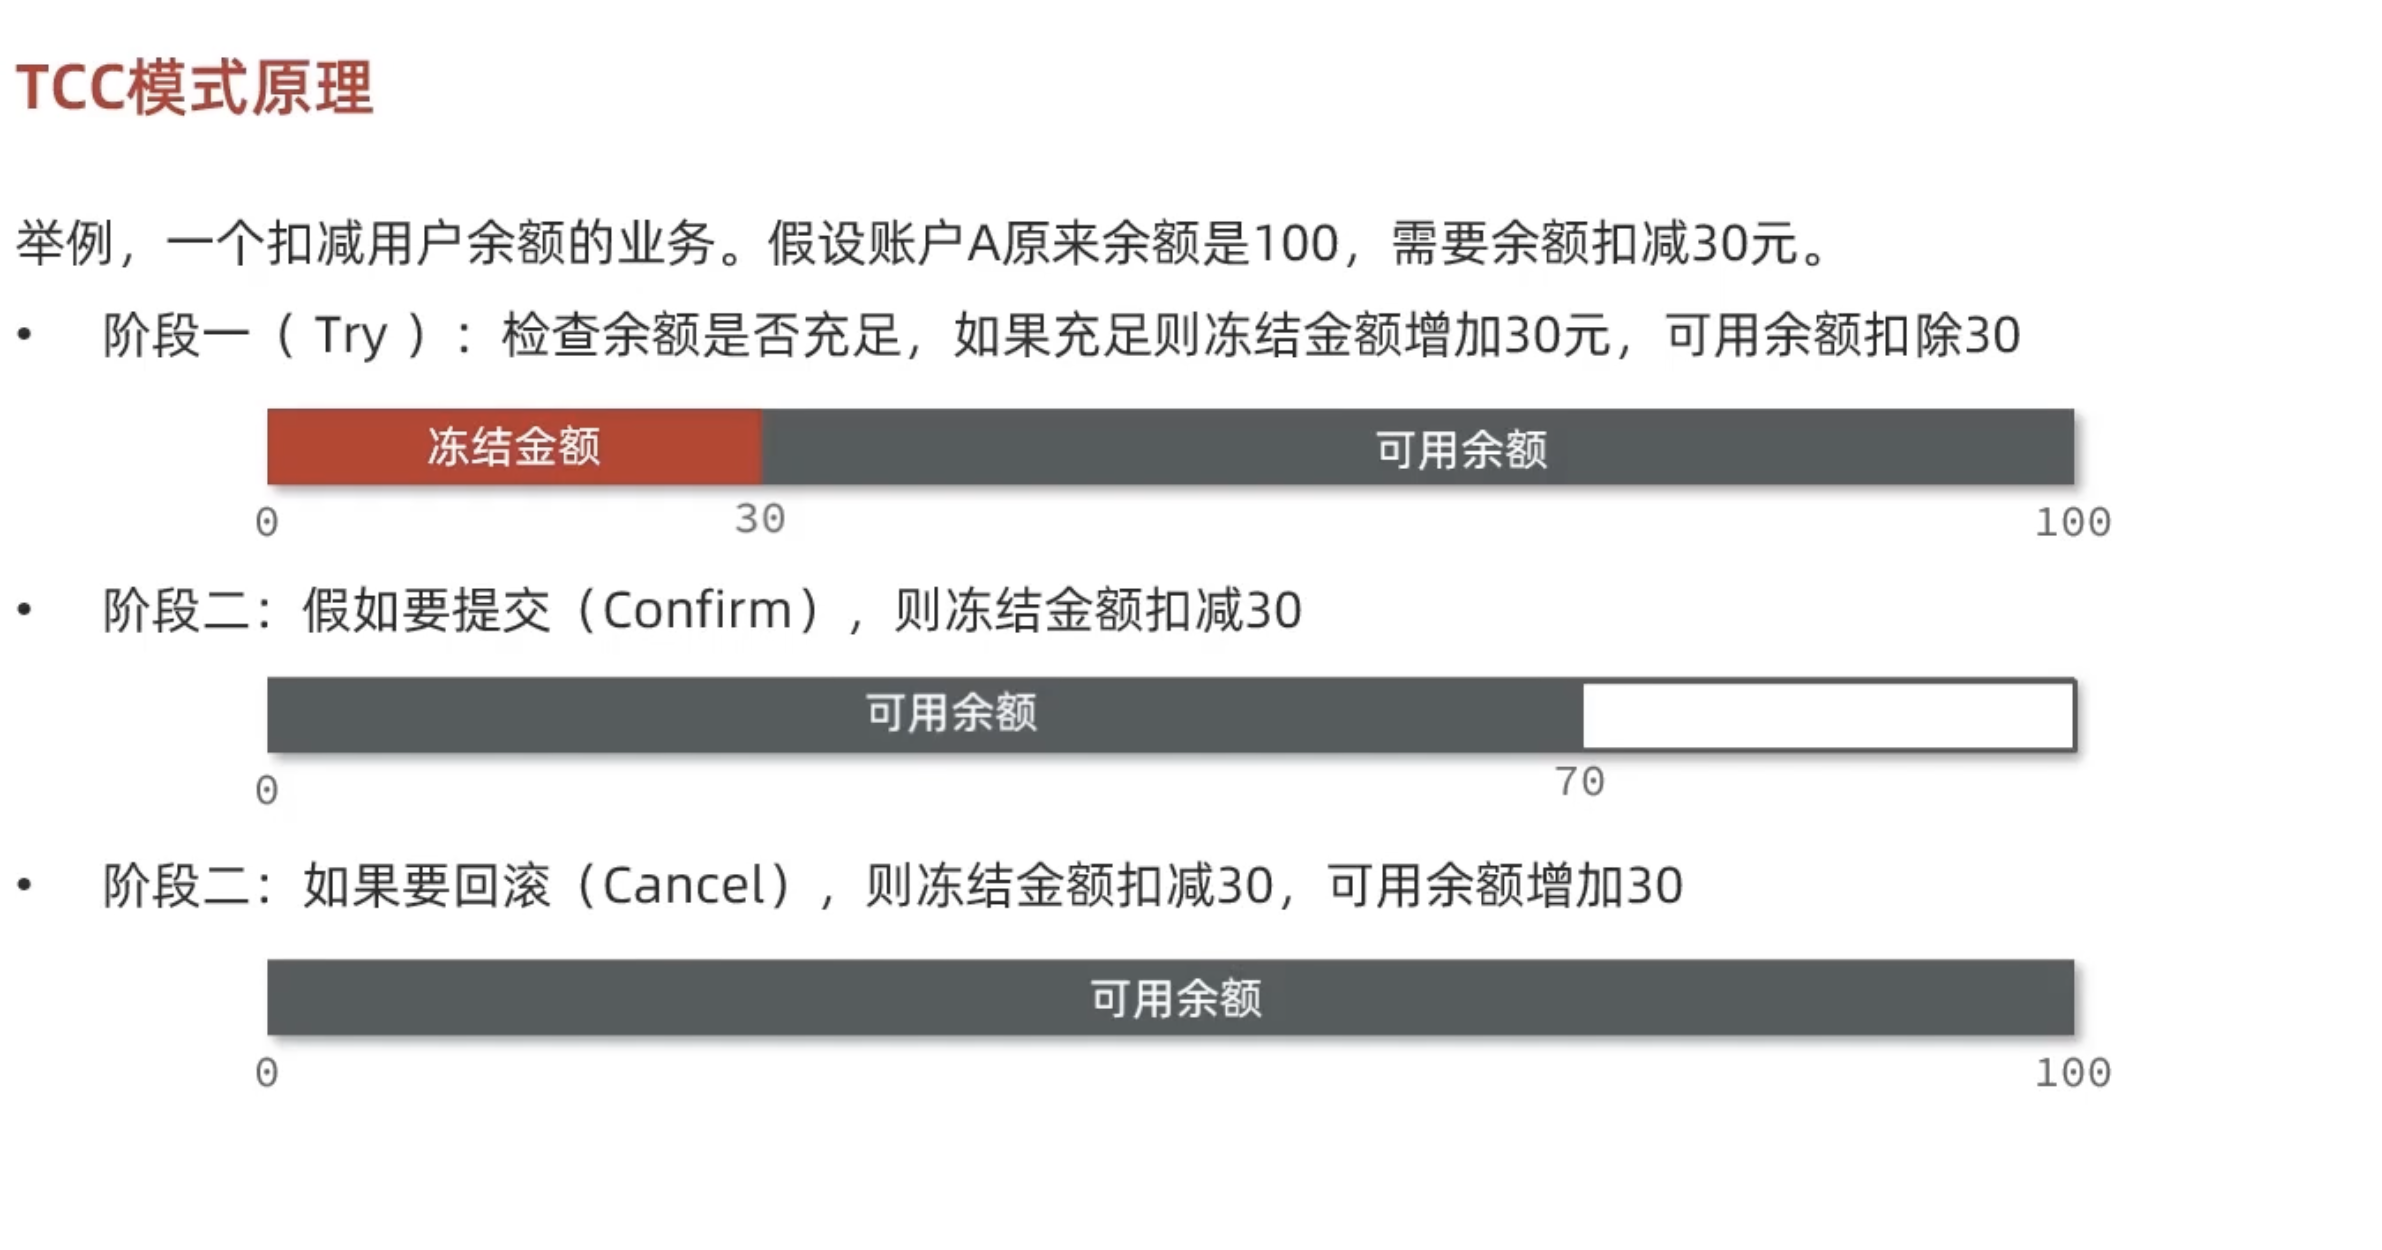 TCC模式原理
举例，一个扣减用户余额的业务。假设账户A原来余额是100，需要余额扣减30元。
• 阶段一（ Try ）：检查余额是否充足，如果充足则冻结金额增加30元，可用余额扣除30
冻结金额 可用余额
0 30 100
• 阶段二：假如要提交（Confirm），则冻结金额扣减30
可用余额
0 70
• 阶段二：如果要回滚（Cancel），则冻结金额扣减30，可用余额增加30
可用余额
0 100